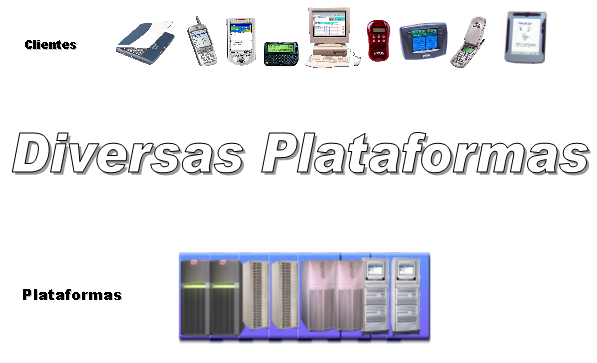 Clientes
Diversas Plataformas
Plataformas